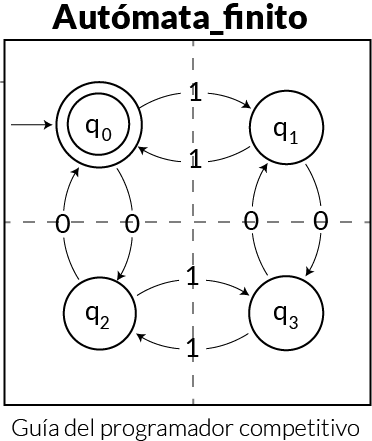 Autómata_finito
1
q0 q1
1
0 0 0 0
1
q2 q3
1
Guía del programador competitivo